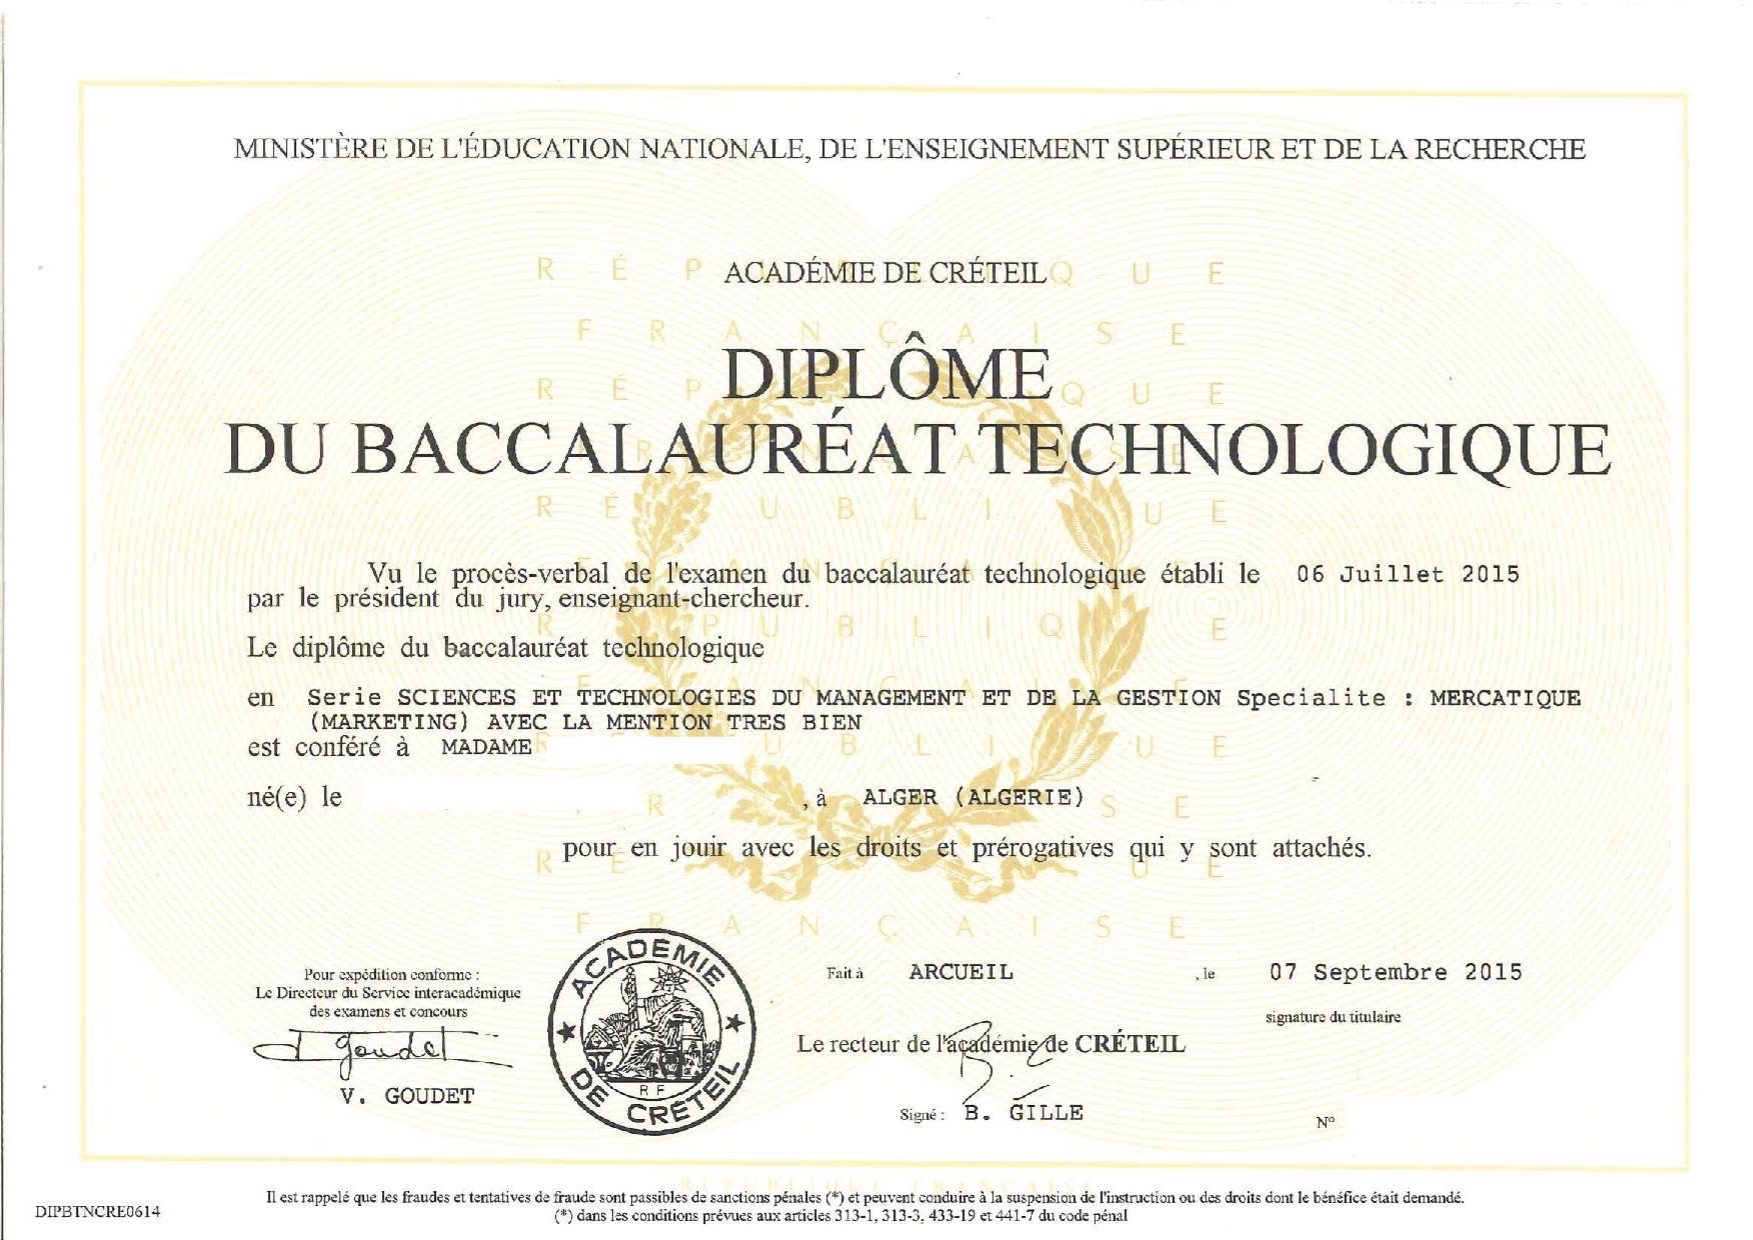 MINISTÈRE DE L'ÉDUCATION NATIONALE, DE L'ENSEIGNEMENT SUPÉRIEUR ET DE LA RECHERCHE
ACADÉMIE DE CRÉTEIL
DIPLÔME
DU BACCALAURÉAT TECHNOLOGIQUE
Vu le procès-verbal de l'examen du baccalauréat technologique établi le 06 Juillet 2015
par le président du jury, enseignant-chercheur.
Le diplôme du baccalauréat technologique
en Serie SCIENCES ET TECHNOLOGIES DU MANAGEMENT ET DE LA GESTION Specialite : MERCATIQUE
(MARKETING) AVEC LA MENTION TRES BIEN
est conféré à MADAME
né(e) le , à ALGER (ALGERIE)
pour en jouir avec les droits et prérogatives qui y sont attachés.
Pour expédition conforme :
Le Directeur du Service interacadémique
des examens et concours
Goudet
V. GOUDET
ACADÉMIE
DE CRÉTEIL
RF
Fait à ARCUEIL , le 07 Septembre 2015
signature du titulaire
Le recteur de l'académie de CRÉTEIL
Signé : B. GILLE
N°
Il est rappelé que les fraudes et tentatives de fraude sont passibles de sanctions pénales (*) et peuvent conduire à la suspension de l'instruction ou des droits dont le bénéfice était demandé.
(*) dans les conditions prévues aux articles 313-1, 313-3, 433-19 et 441-7 du code pénal
DIPBTNCRE0614
RÉPUBLIQUE
FRANÇAISE